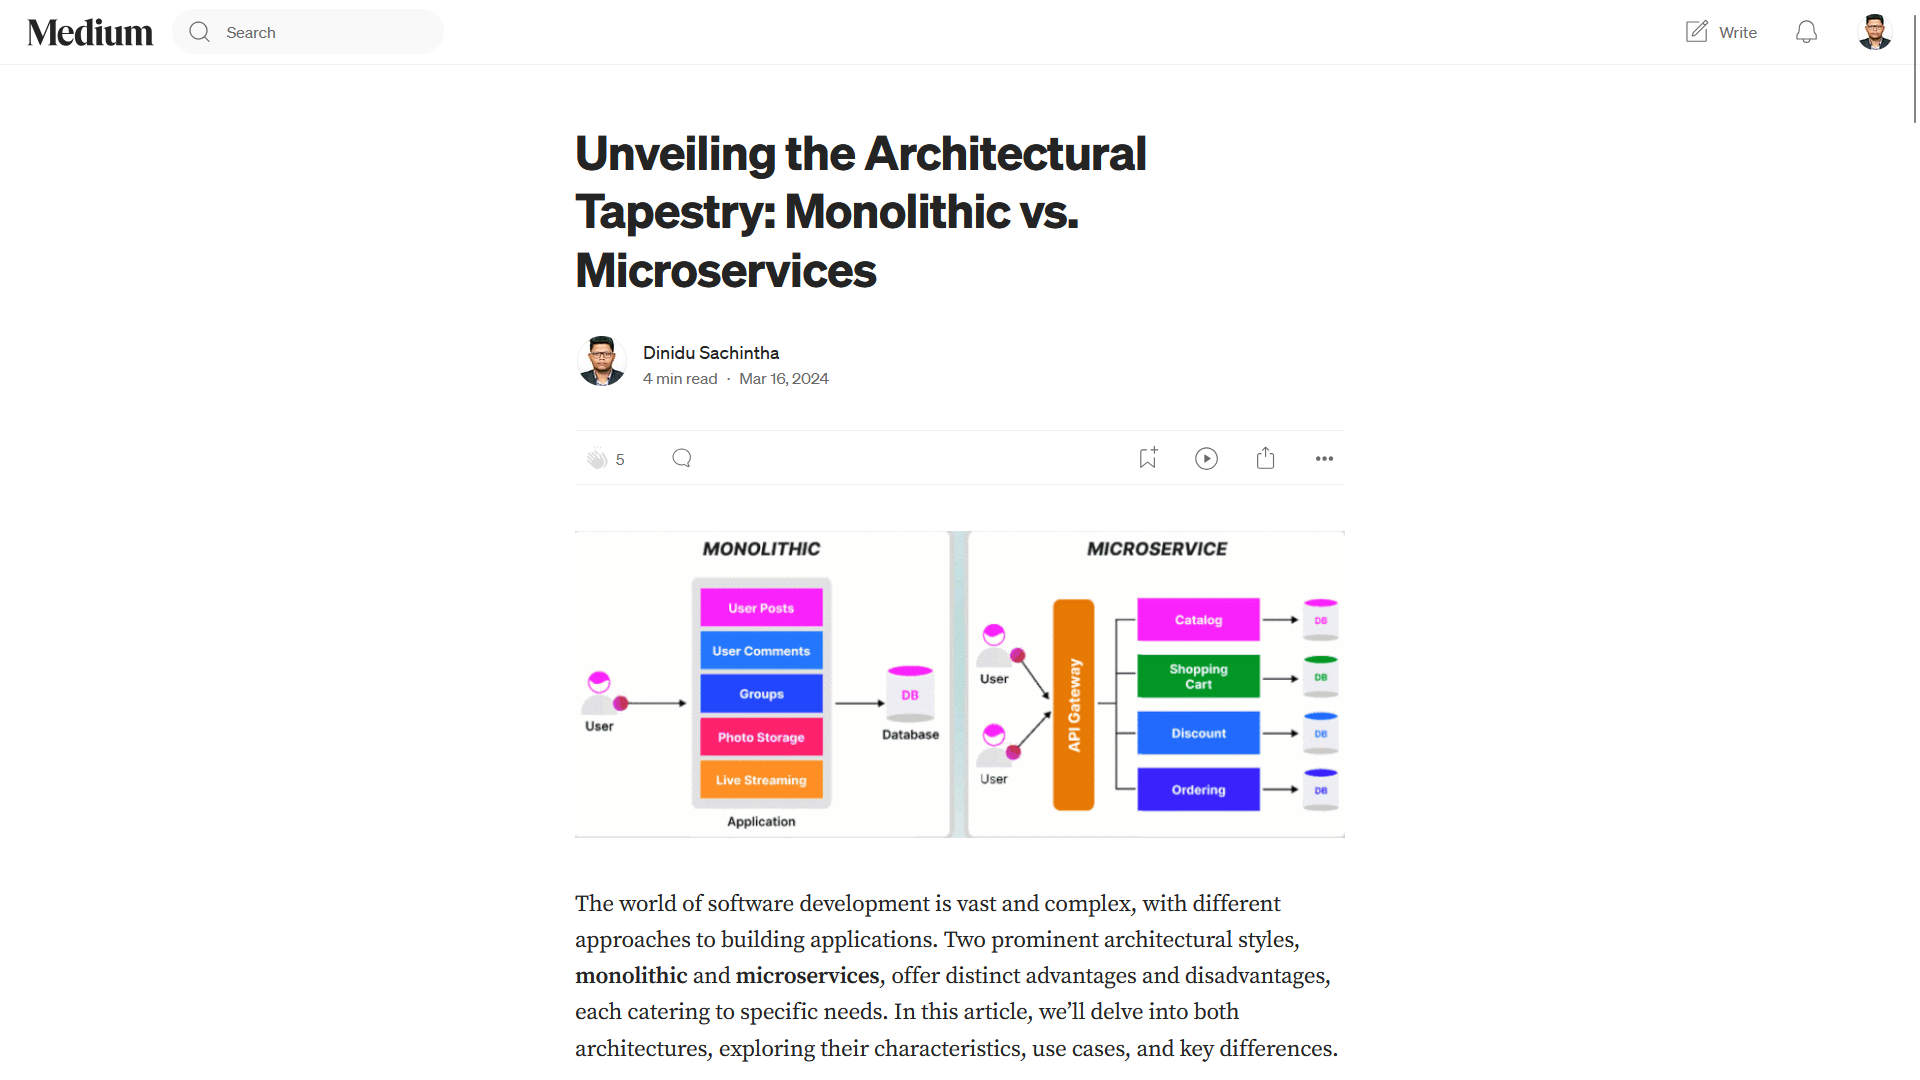 Medium
Search
Write
Unveiling the Architectural
Tapestry: Monolithic vs.
Microservices
Dinidu Sachintha
4 min read · Mar 16, 2024
5
MONOLITHIC
User Posts
User Comments
Groups
Photo Storage
Live Streaming
Application
User
DB
Database
MICROSERVICE
User
User
API Gateway
Catalog
DB
Shopping
Cart
DB
Discount
DB
Ordering
DB
The world of software development is vast and complex, with different
approaches to building applications. Two prominent architectural styles,
monolithic and microservices, offer distinct advantages and disadvantages,
each catering to specific needs. In this article, we’ll delve into both
architectures, exploring their characteristics, use cases, and key differences.